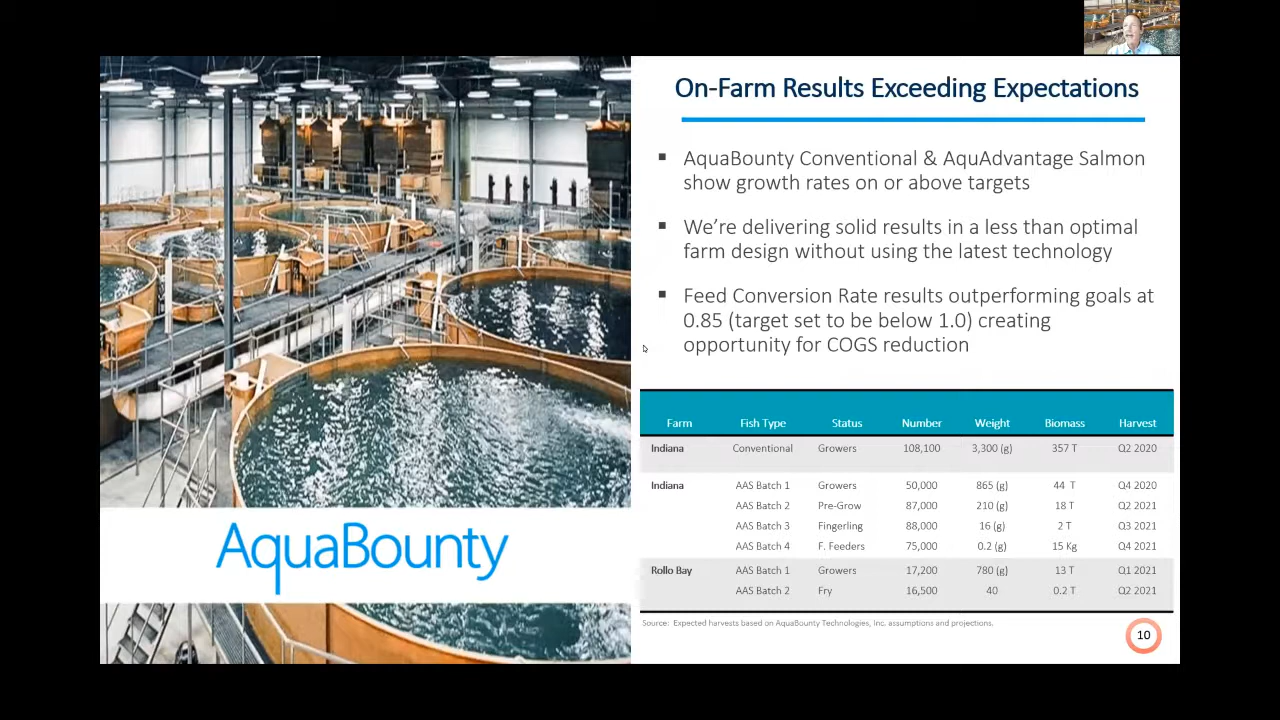 On-Farm Results Exceeding Expectations
▪ AquaBounty Conventional & AquAdvantage Salmon
show growth rates on or above targets
▪ We’re delivering solid results in a less than optimal
farm design without using the latest technology
▪ Feed Conversion Rate results outperforming goals at
0.85 (target set to be below 1.0) creating
opportunity for COGS reduction
Farm Fish Type Status Number Weight Biomass Harvest
Indiana Conventional Growers 108,100 3,300 (g) 357 T Q2 2020
Indiana AAS Batch 1 Growers 50,000 865 (g) 44 T Q4 2020
AAS Batch 2 Pre-Grow 87,000 210 (g) 18 T Q2 2021
AAS Batch 3 Fingerling 88,000 16 (g) 2 T Q3 2021
AAS Batch 4 F. Feeders 75,000 0.2 (g) 15 Kg Q4 2021
Rollo Bay AAS Batch 1 Growers 17,200 780 (g) 13 T Q1 2021
AAS Batch 2 Fry 16,500 40 0.2 T Q2 2021
Source: Expected harvests based on AquaBounty Technologies, Inc. assumptions and projections.
10
AquaBounty